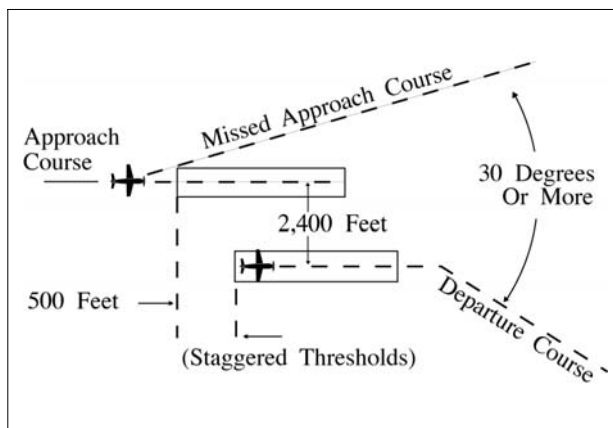 Missed Approach Course
Approach
Course
30 Degrees
Or More
2,400 Feet
500 Feet
Departure Course
(Staggered Thresholds)